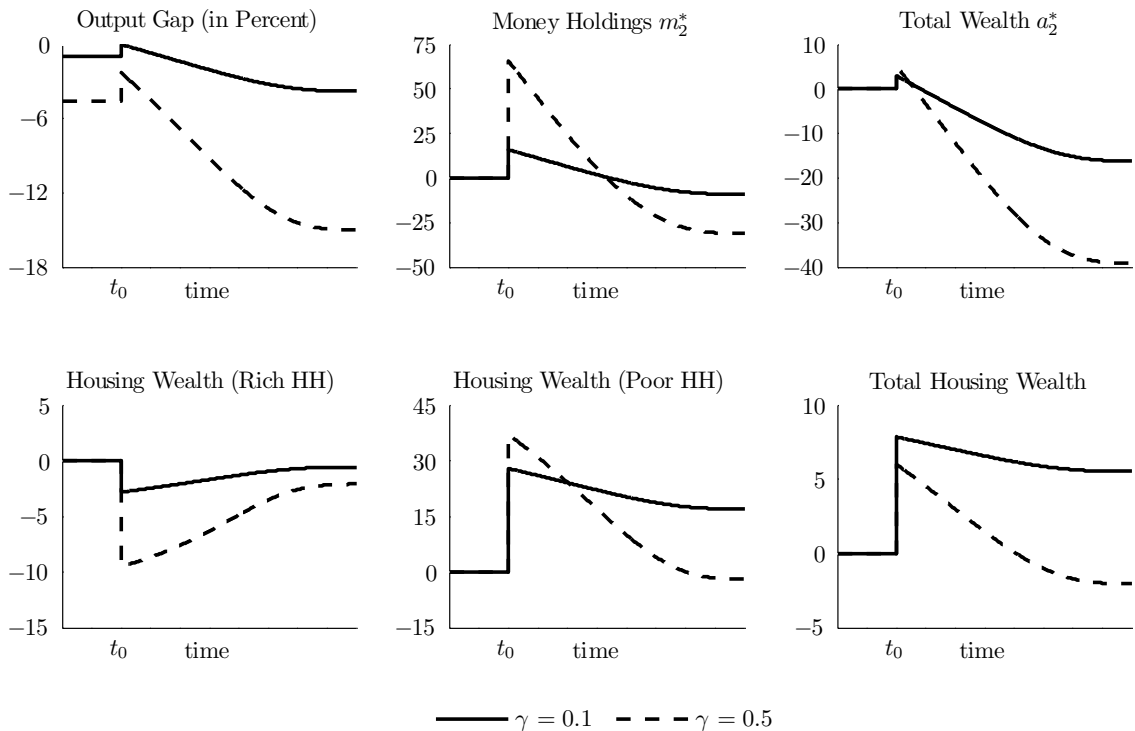 Output Gap (in Percent)
0
−6
−12
−18
t₀ time
Money Holdings m₂*
75
50
25
0
−25
−50
t₀ time
Total Wealth a₂*
10
0
−10
−20
−30
−40
t₀ time
Housing Wealth (Rich HH)
5
0
−5
−10
−15
t₀ time
Housing Wealth (Poor HH)
45
30
15
0
−15
t₀ time
Total Housing Wealth
10
5
0
−5
t₀ time
γ = 0.1 γ = 0.5